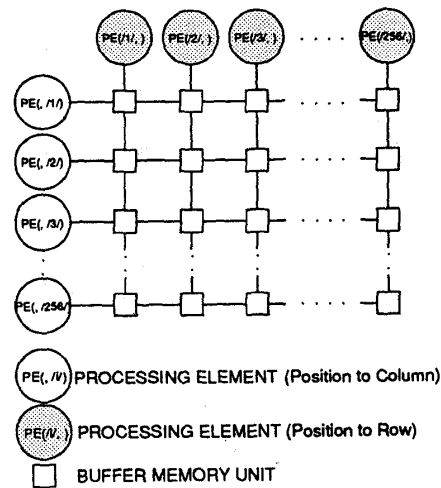 PE(/1/, ) PE(/2/, ) PE(/3/, ) PE(/256/,)
PE(, /1/)
PE(, /2/)
PE(, /3/)
PE(, /256/)
PE(, /i/) PROCESSING ELEMENT (Position to Column)
PE(/i/, ) PROCESSING ELEMENT (Position to Row)
BUFFER MEMORY UNIT